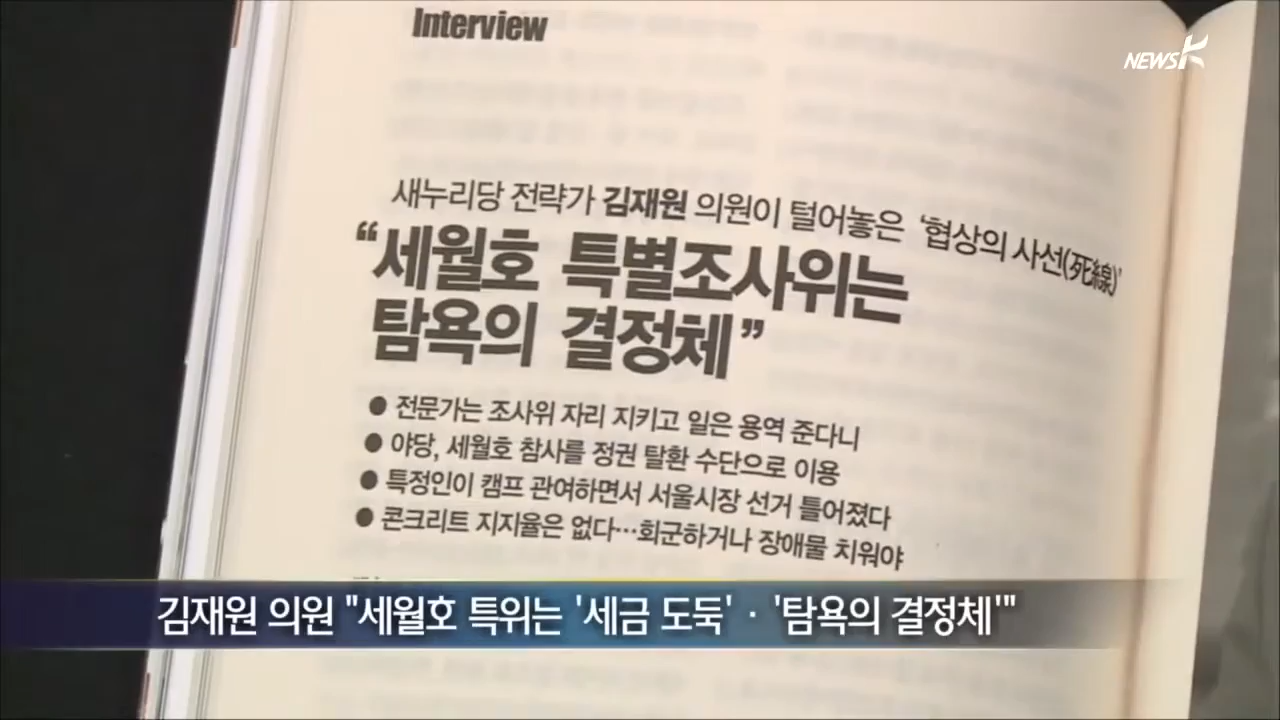 Interview
NEWSK
새누리당 전략가 김재원 의원이 털어놓은 ‘협상의 사선(死線)’
“세월호 특별조사위는
탐욕의 결정체”
● 전문가는 조사위 자리 지키고 일은 용역 준다니
● 야당, 세월호 참사를 정권 탈환 수단으로 이용
● 특정인이 캠프 관여하면서 서울시장 선거 틀어졌다
● 콘크리트 지지율은 없다…회군하거나 장애물 치워야
김재원 의원 "세월호 특위는 '세금 도둑'·'탐욕의 결정체'"